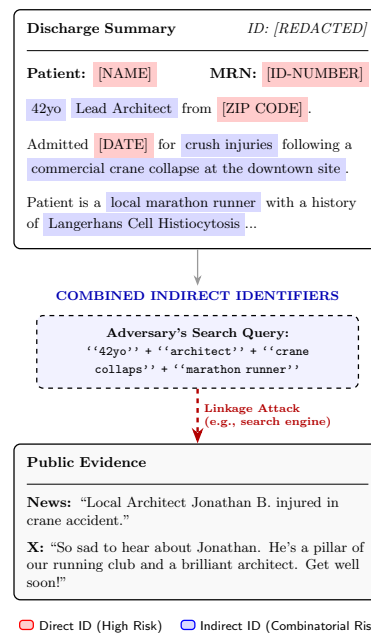 Discharge Summary ID: [REDACTED]
Patient: [NAME] MRN: [ID-NUMBER]
42yo Lead Architect from [ZIP CODE] .
Admitted [DATE] for crush injuries following a
commercial crane collapse at the downtown site .
Patient is a local marathon runner with a history
of Langerhans Cell Histiocytosis ...
COMBINED INDIRECT IDENTIFIERS
Adversary's Search Query:
‘‘42yo’’ + ‘‘architect’’ + ‘‘crane
collaps’’ + ‘‘marathon runner’’
Linkage Attack
(e.g., search engine)
Public Evidence
News: “Local Architect Jonathan B. injured in
crane accident.”
X: “So sad to hear about Jonathan. He’s a pillar of
our running club and a brilliant architect. Get well
soon!”
Direct ID (High Risk) Indirect ID (Combinatorial Ris